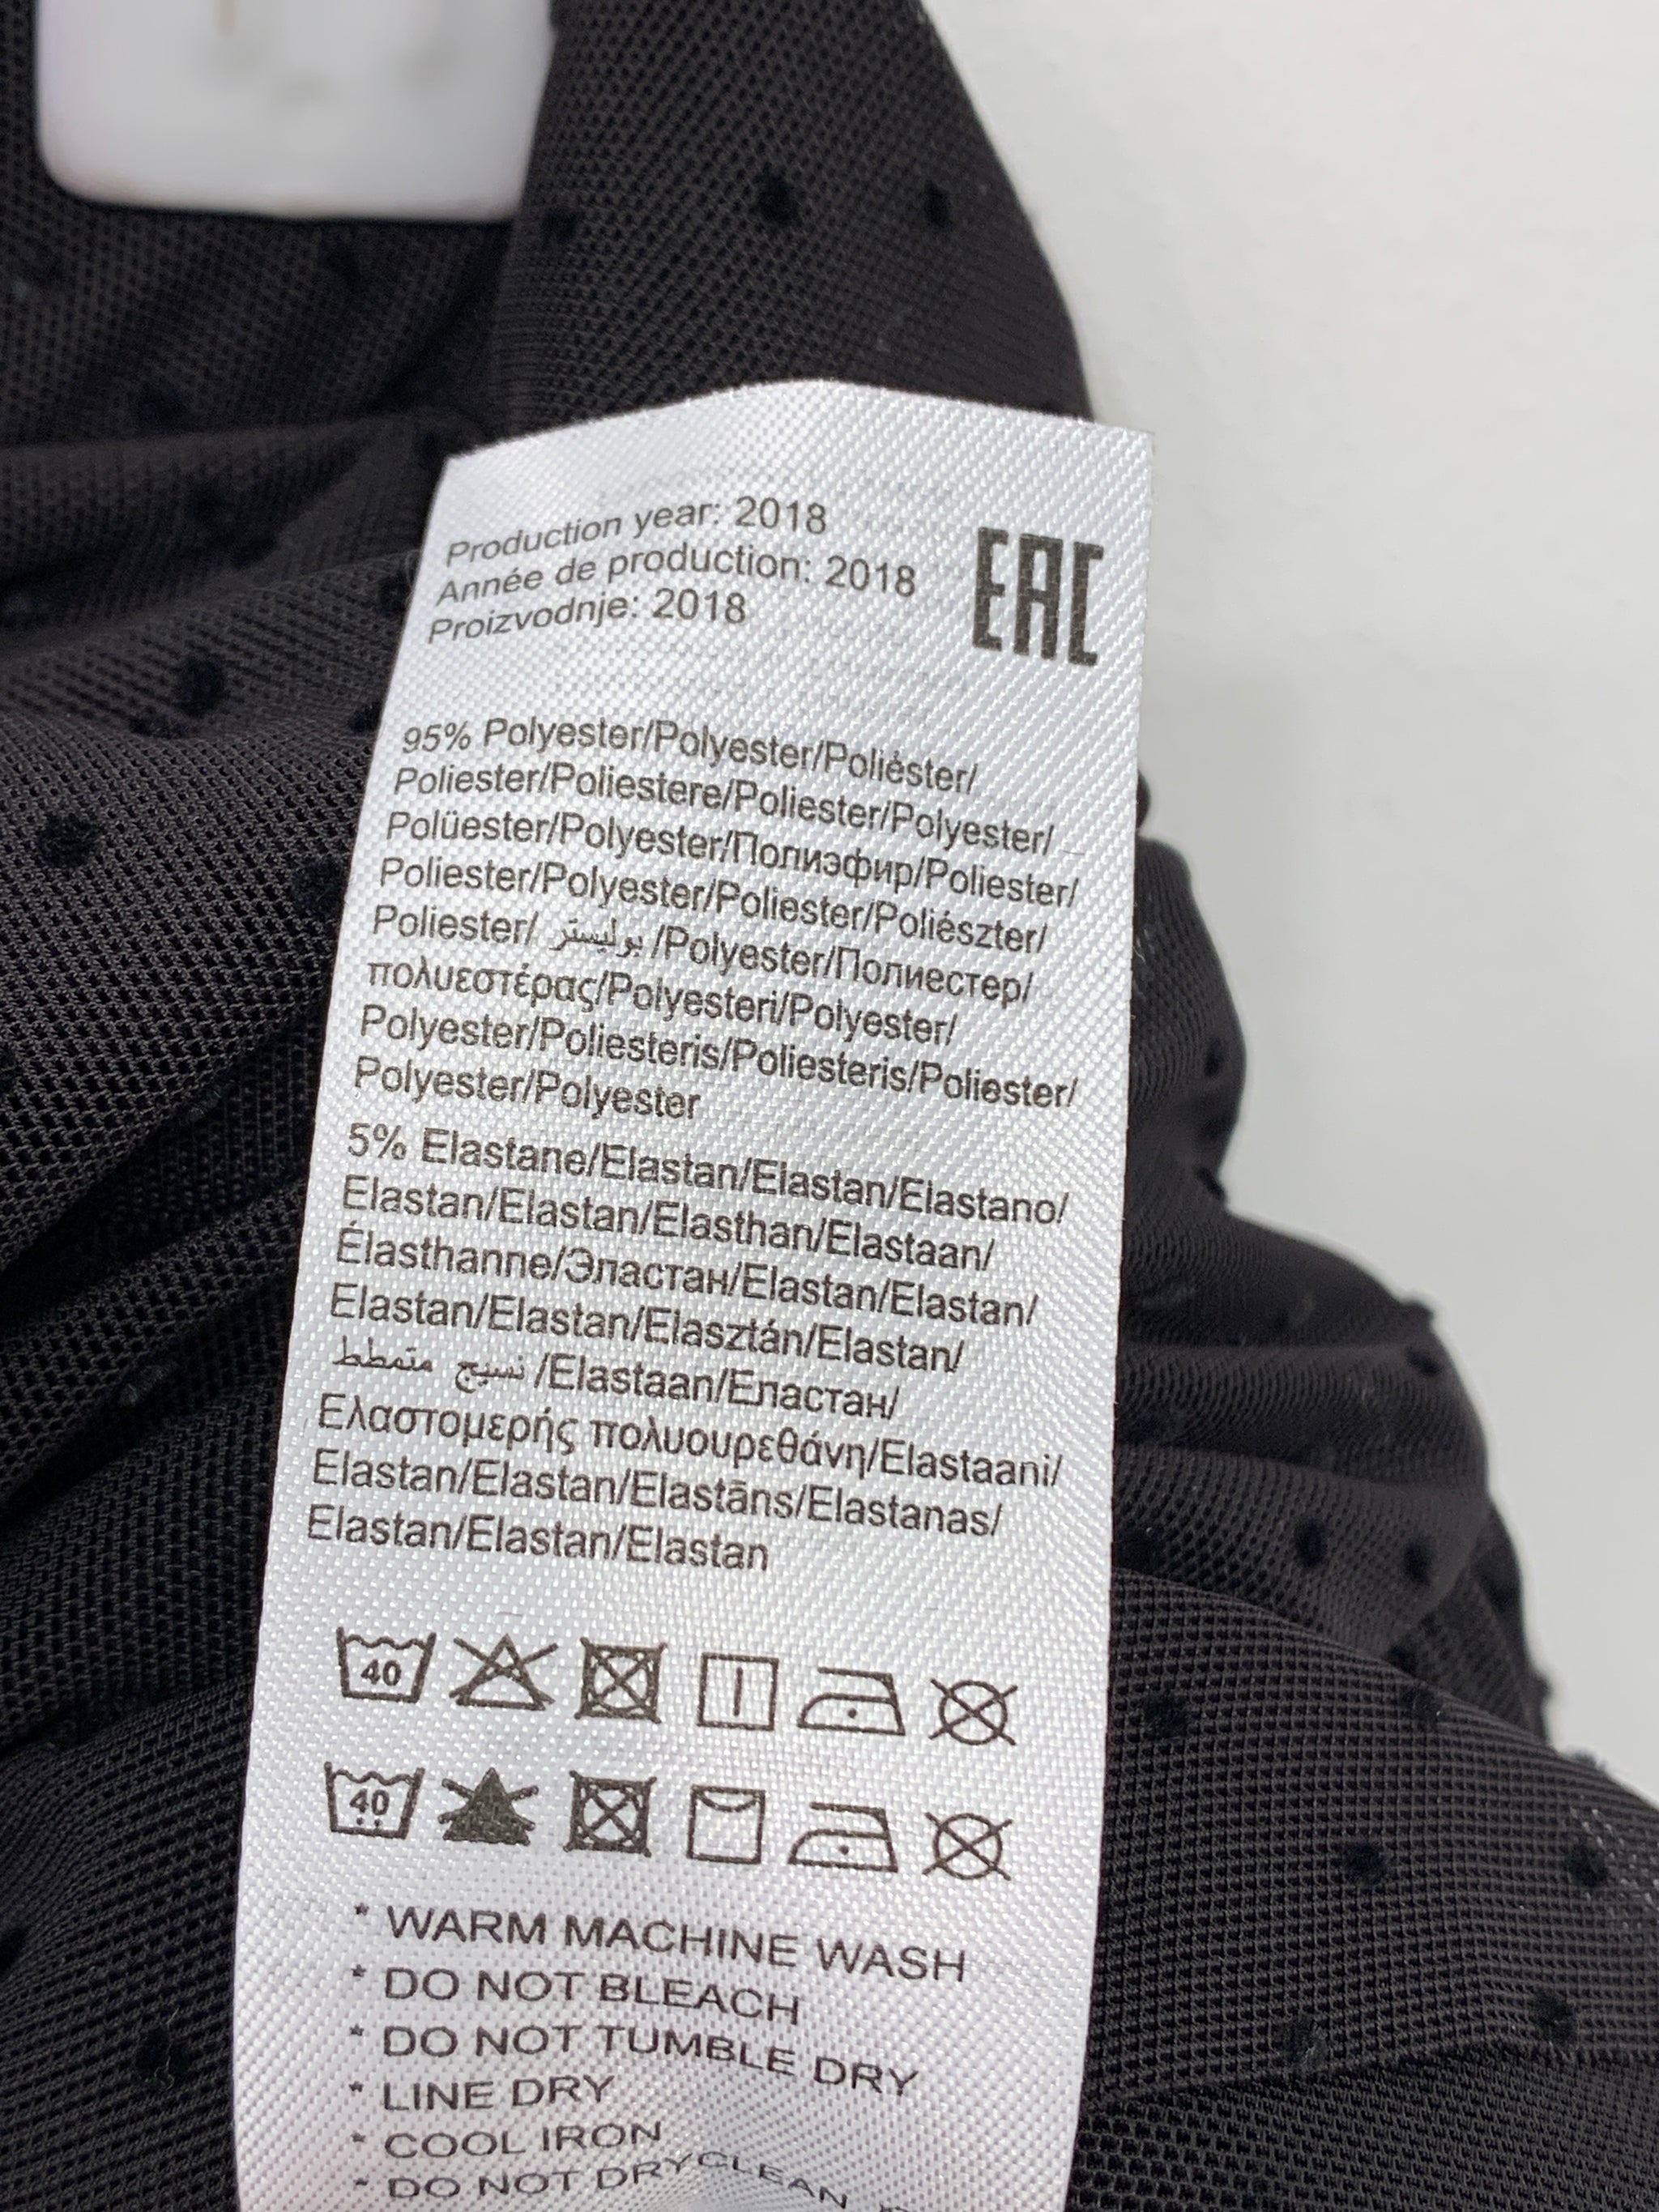 Production year: 2018
Année de production: 2018
Proizvodnje: 2018
EAC
95% Polyester/Polyester/Poliéster/
Poliester/Poliestere/Poliester/Polyester/
Polüester/Polyester/Полиэфир/Poliester/
Poliester/Polyester/Poliester/Poliészter/
Poliester/ بوليستر /Polyester/Полиестер/
πολυεστέρας/Polyesteri/Polyester/
Polyester/Poliesteris/Poliesteris/Poliester/
Polyester/Polyester
5% Elastane/Elastan/Elastan/Elastano/
Elastan/Elastan/Elasthan/Elastaan/
Élasthanne/Эластан/Elastan/Elastan/
Elastan/Elastan/Elasztán/Elastan/
نسيج متمطط /Elastaan/Еластан/
Ελαστομερής πολυουρεθάνη/Elastaani/
Elastan/Elastan/Elastāns/Elastanas/
Elastan/Elastan/Elastan
40
40
* WARM MACHINE WASH
* DO NOT BLEACH
* DO NOT TUMBLE DRY
* LINE DRY
* COOL IRON
* DO NOT DRYCLEAN